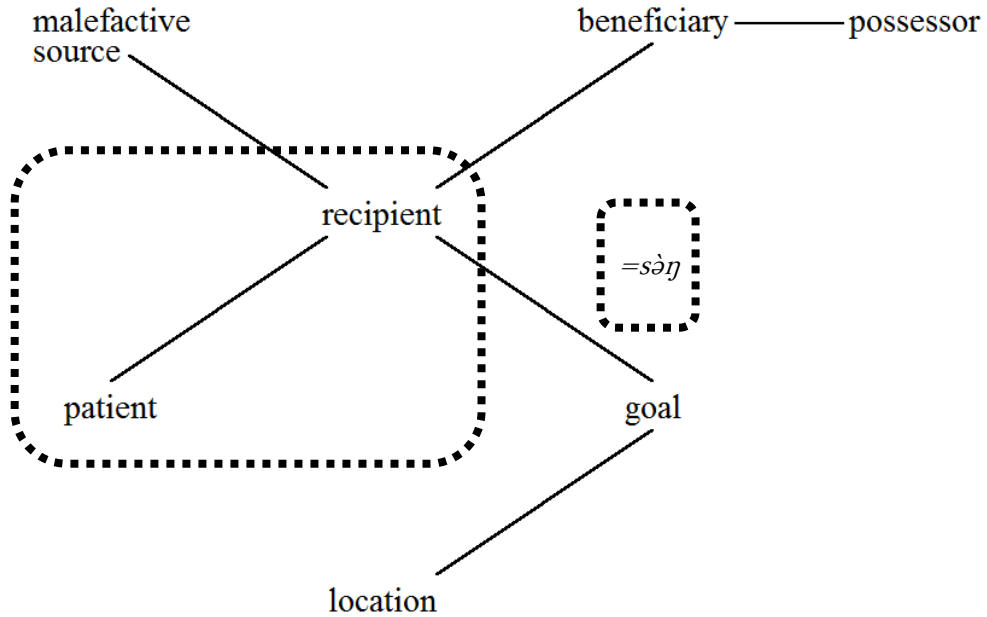 malefactive
source
beneficiary
possessor
recipient
=sə̀ŋ
patient
goal
location